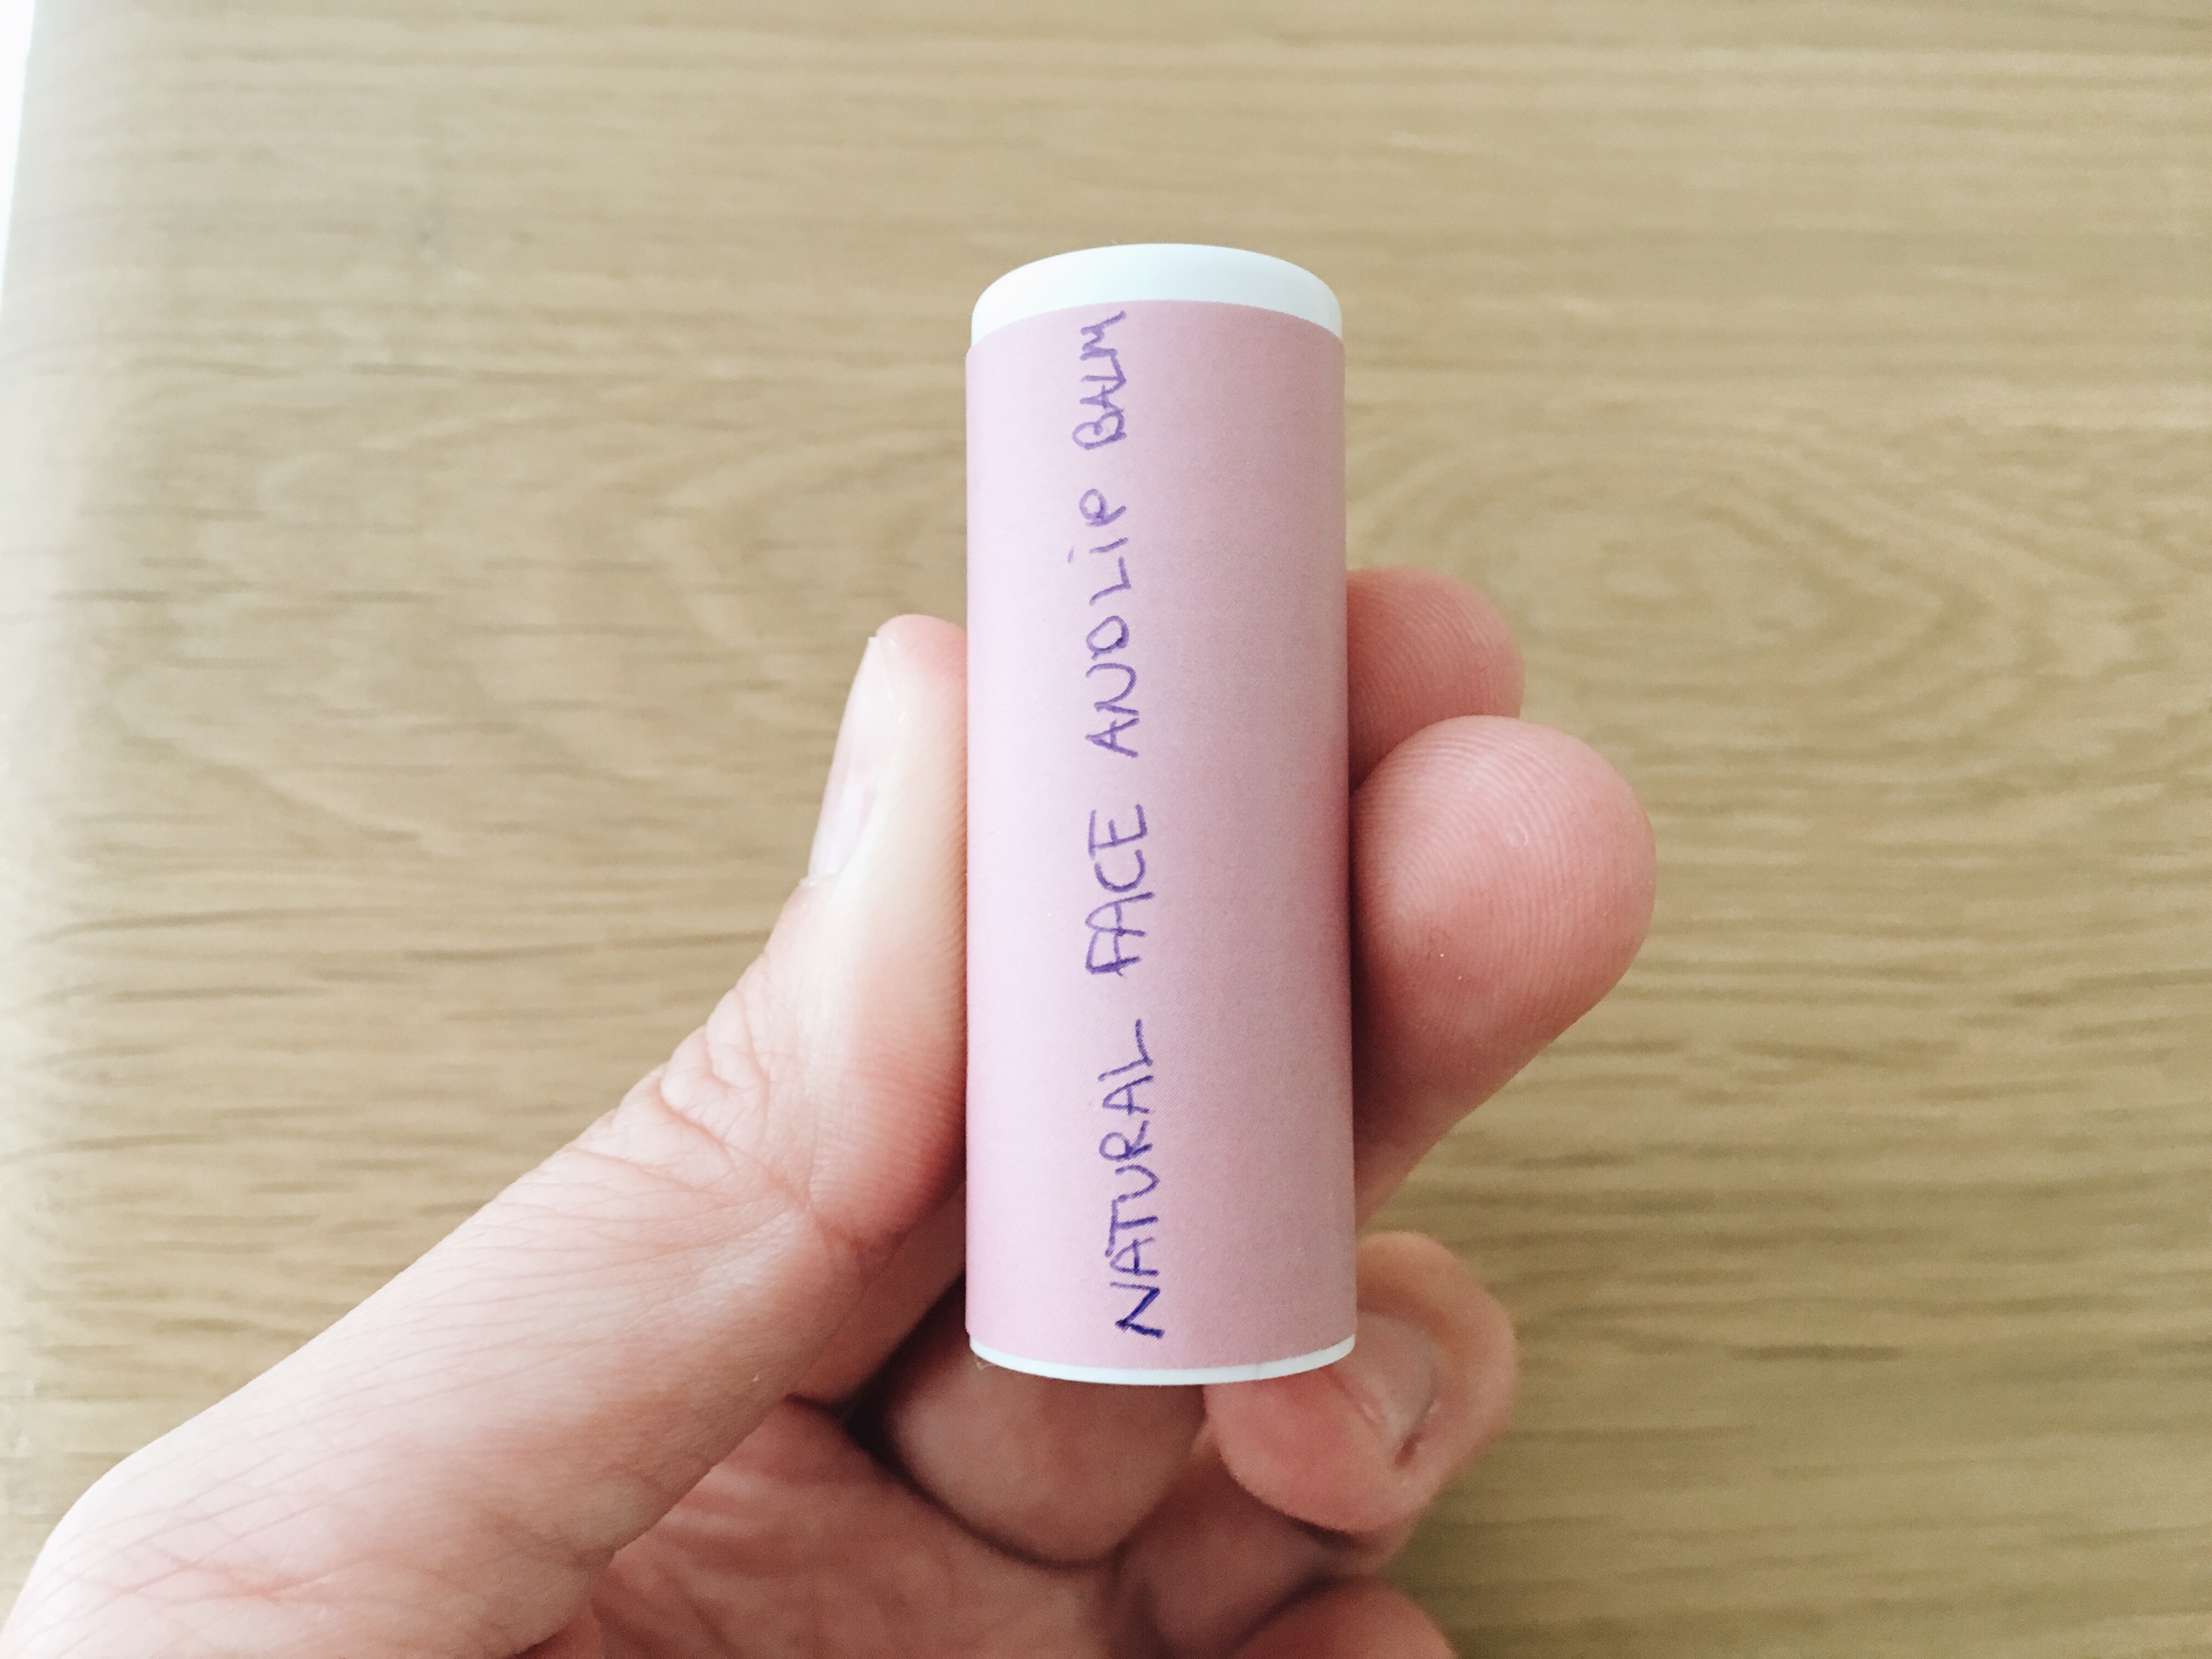 NATURAL FACE AND LiP BALM